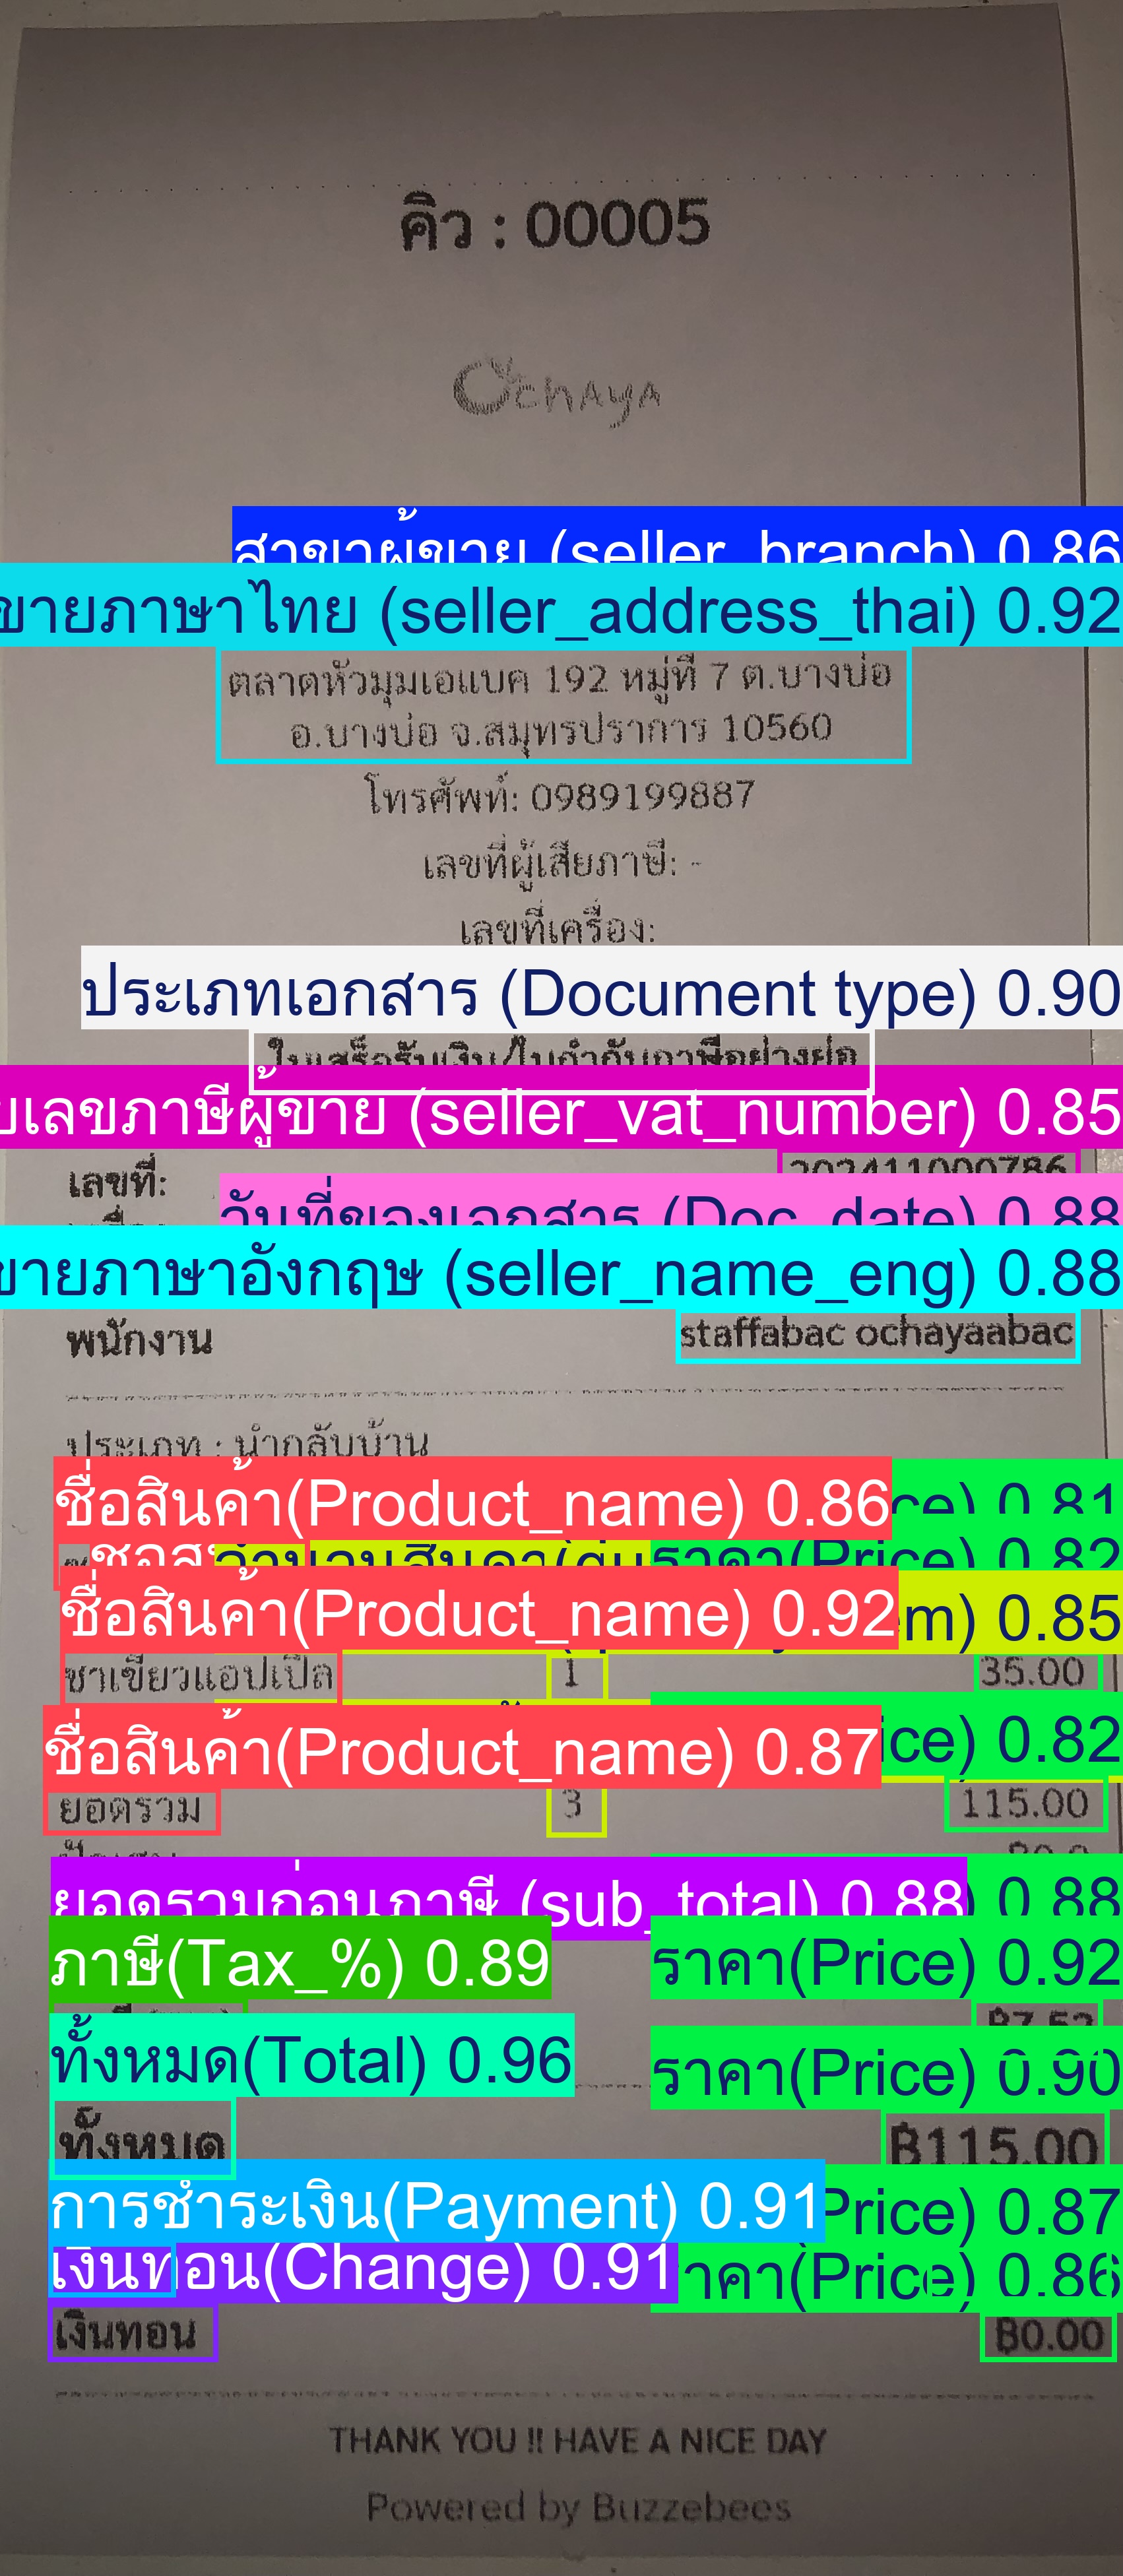 คิว : 00005
Ochaya
สาขาผู้ขาย (seller_branch) 0.86
ขายภาษาไทย (seller_address_thai) 0.92
ตลาดหัวมุมเอแบค 192 หมู่ที่ 7 ต.บางบ่อ
อ.บางบ่อ จ.สมุทรปราการ 10560
โทรศัพท์: 0989199887
เลขที่ผู้เสียภาษี: -
เลขที่เครื่อง:
ประเภทเอกสาร (Document type) 0.90
ใบเสร็จรับเงิน/ใบกำกับภาษีอย่างย่อ
ยเลขภาษีผู้ขาย (seller_vat_number) 0.85
เลขที่: 202411000786
วันที่ของเอกสาร (Doc_date) 0.88
ขายภาษาอังกฤษ (seller_name_eng) 0.88
พนักงาน staffabac ochayaabac
ประเภท : นำกลับบ้าน
ชื่อสินค้า(Product_name) 0.86 ce) 0.81
ราคา(Price) 0.82
ชื่อสินค้า(Product_name) 0.92 m) 0.85
ชาเขียวแอปเปิ้ล 1 35.00
ชื่อสินค้า(Product_name) 0.87 ice) 0.82
ยอดรวม 3 115.00
ยอดรวมก่อนภาษี (sub_total) 0.88 0.88
ภาษี(Tax_%) 0.89 ราคา(Price) 0.92
฿7.52
ทั้งหมด(Total) 0.96 ราคา(Price) 0.90
ทั้งหมด ฿115.00
การชำระเงิน(Payment) 0.91 Price) 0.87
เงินทอน(Change) 0.91 าคา(Price) 0.86
เงินทอน ฿0.00
THANK YOU !! HAVE A NICE DAY
Powered by Buzzebees